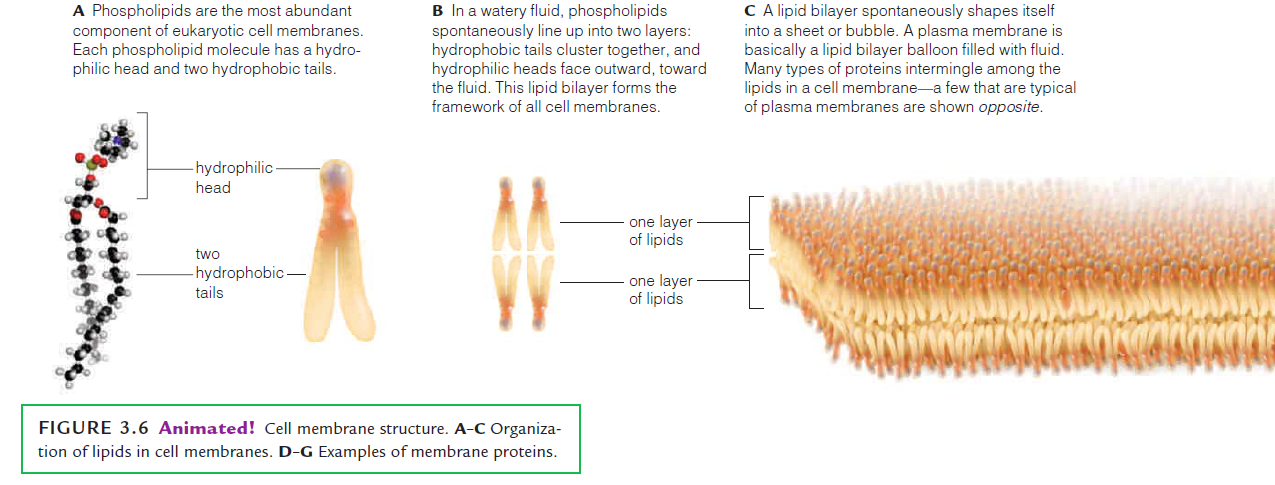 A Phospholipids are the most abundant
component of eukaryotic cell membranes.
Each phospholipid molecule has a hydro-
philic head and two hydrophobic tails.
B In a watery fluid, phospholipids
spontaneously line up into two layers:
hydrophobic tails cluster together, and
hydrophilic heads face outward, toward
the fluid. This lipid bilayer forms the
framework of all cell membranes.
C A lipid bilayer spontaneously shapes itself
into a sheet or bubble. A plasma membrane is
basically a lipid bilayer balloon filled with fluid.
Many types of proteins intermingle among the
lipids in a cell membrane—a few that are typical
of plasma membranes are shown opposite.
hydrophilic
head
two
hydrophobic
tails
one layer
of lipids
one layer
of lipids
FIGURE 3.6 Animated! Cell membrane structure. A–C Organiza-
tion of lipids in cell membranes. D–G Examples of membrane proteins.